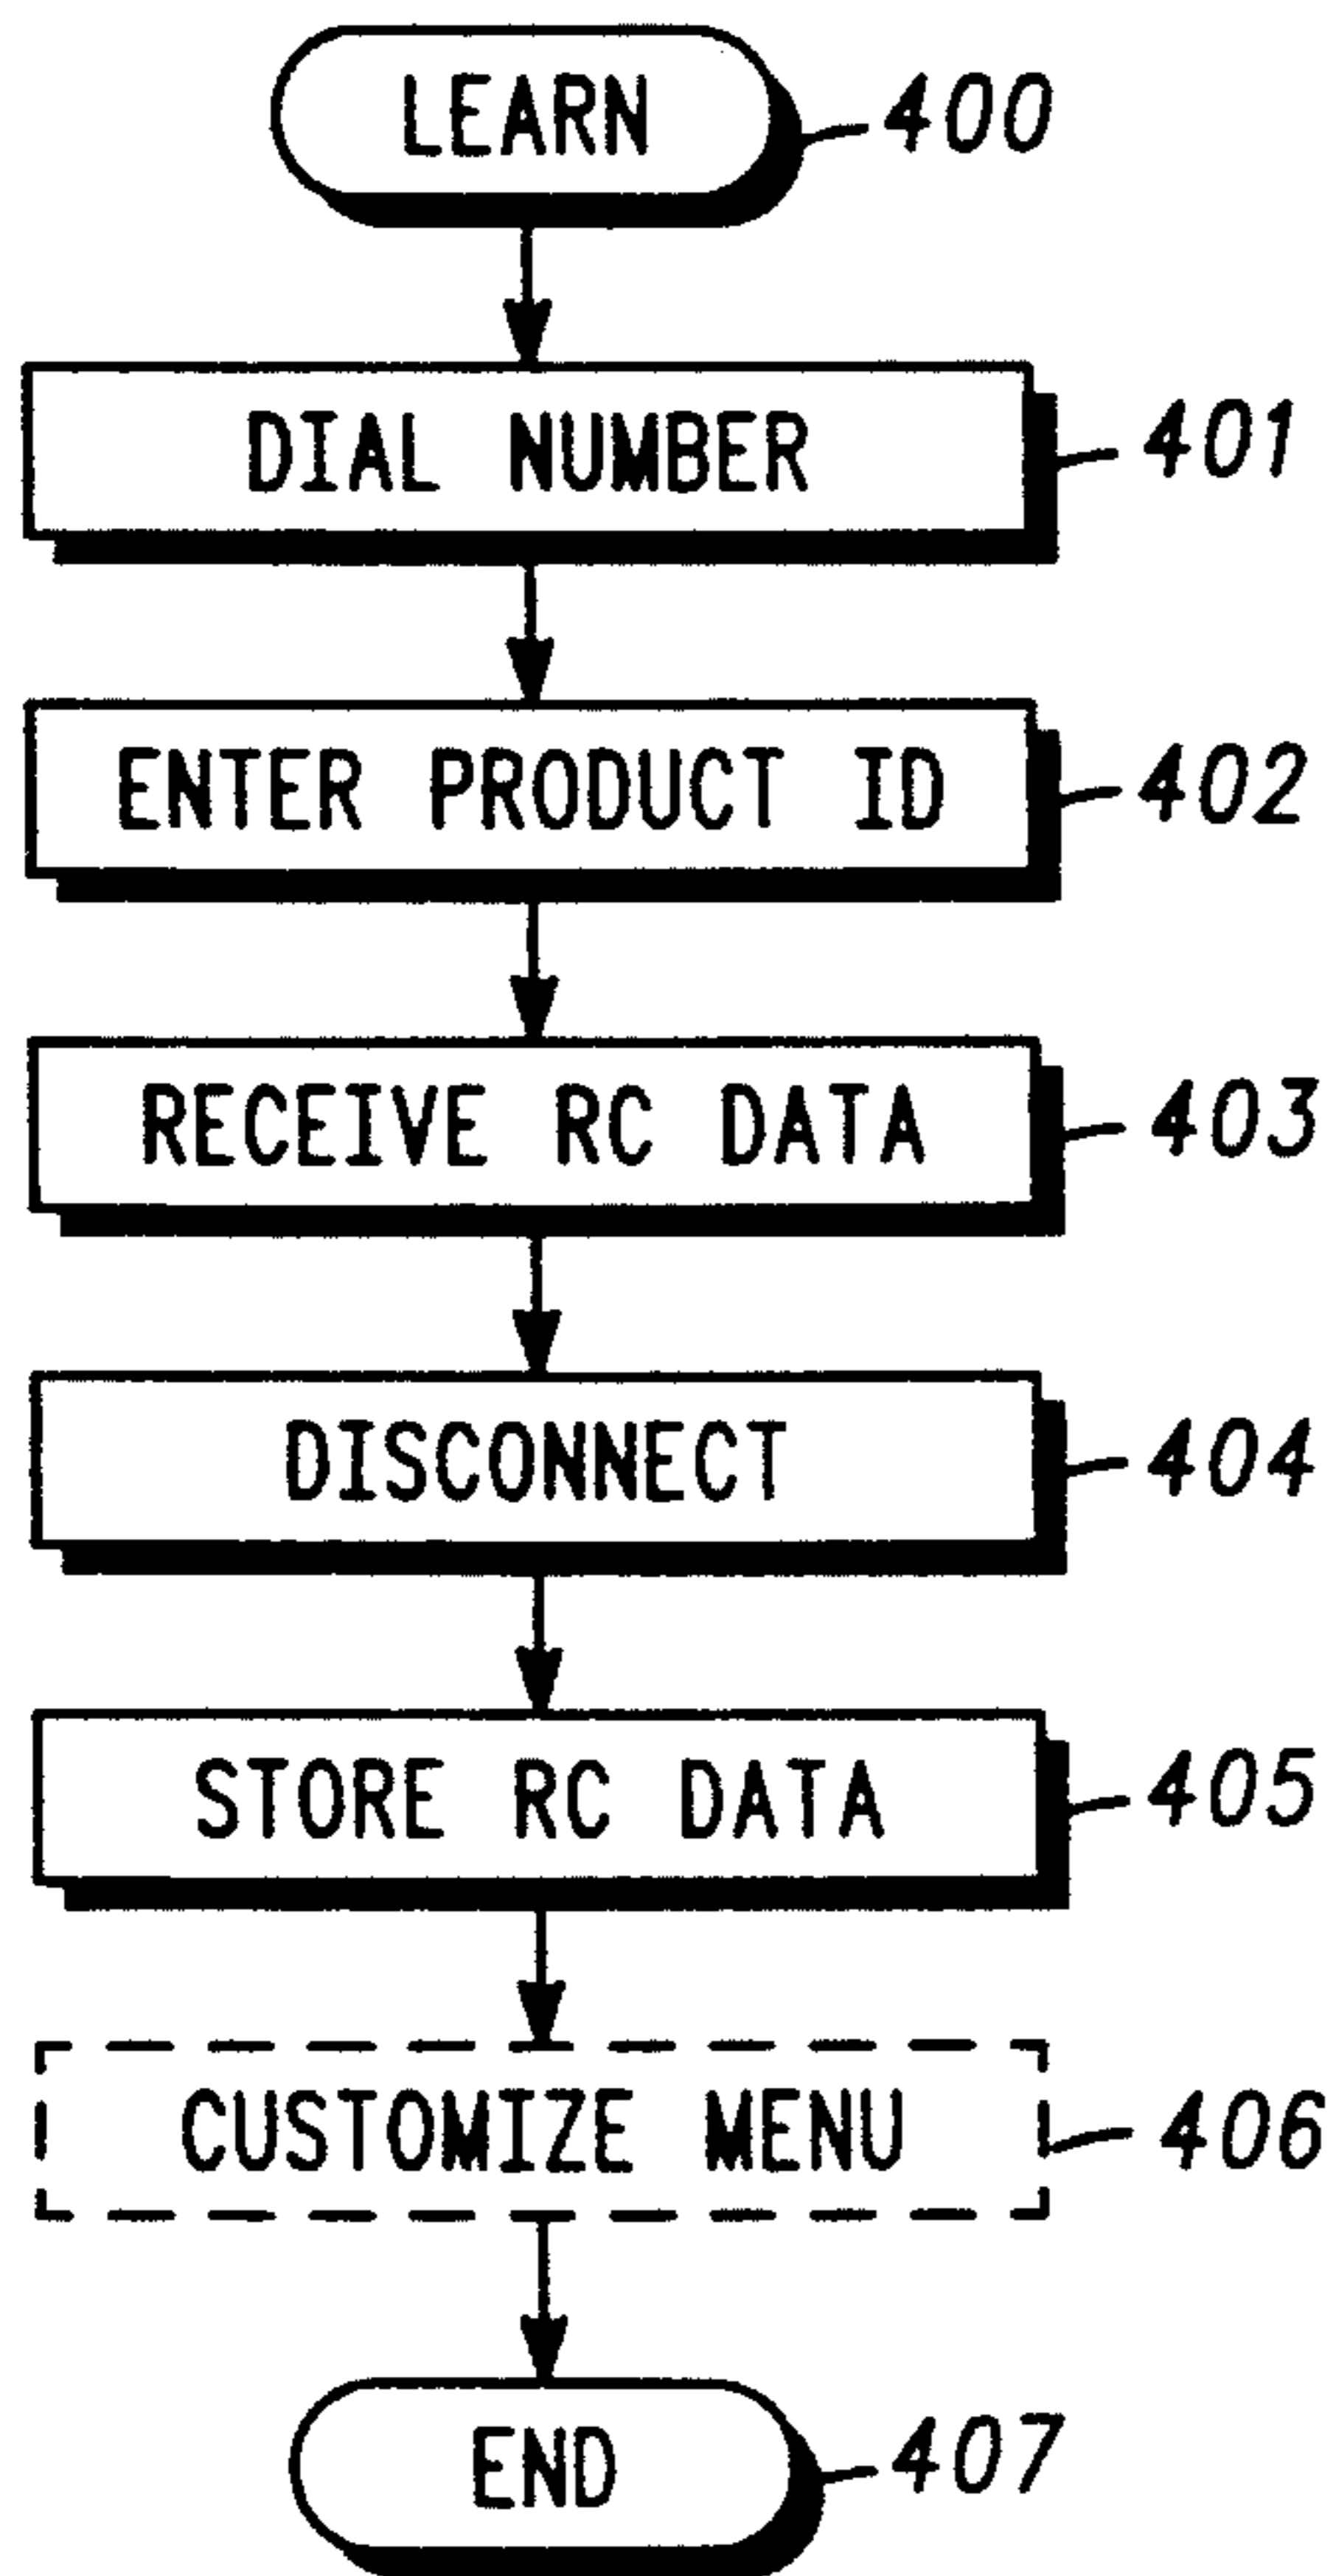 LEARN 400
DIAL NUMBER 401
ENTER PRODUCT ID 402
RECEIVE RC DATA 403
DISCONNECT 404
STORE RC DATA 405
CUSTOMIZE MENU 406
END 407